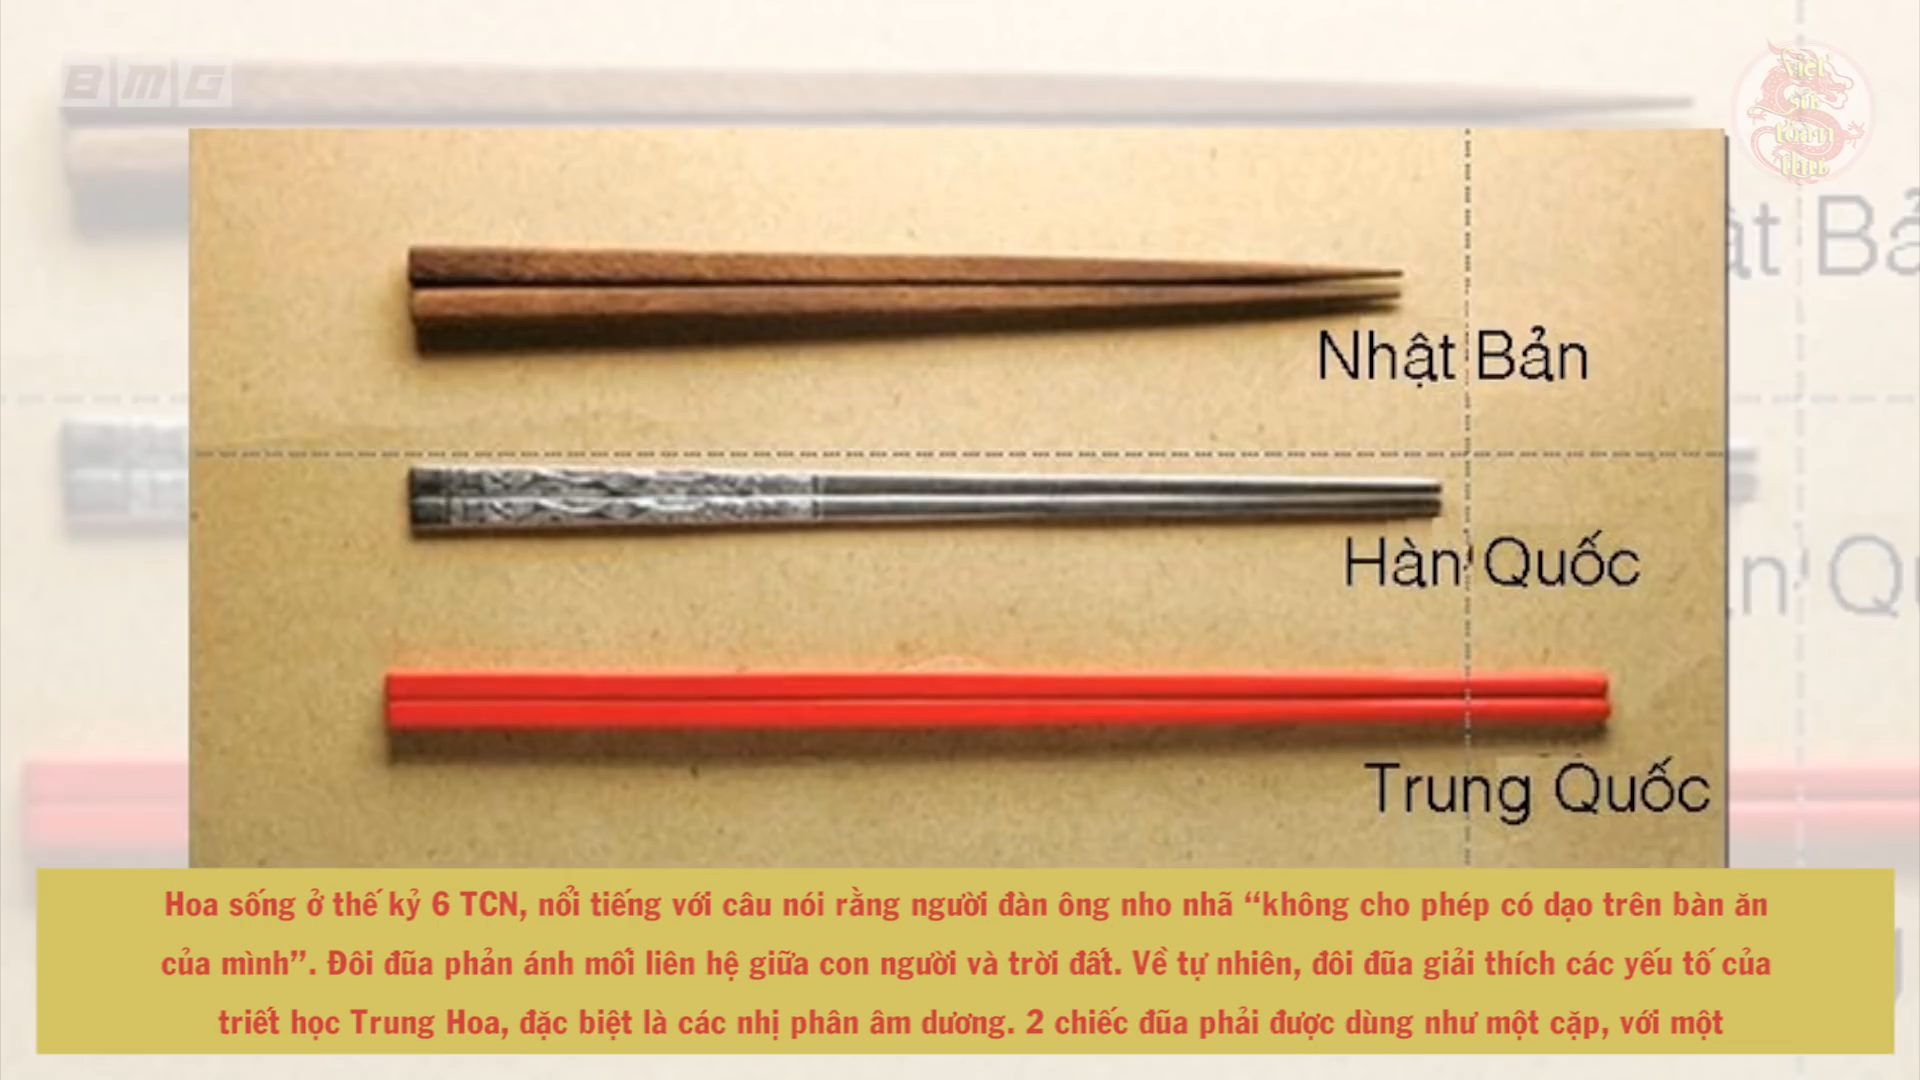 BMG
Việt
sử
toàn
thư
Nhật Bản
Hàn Quốc
Trung Quốc
Hoa sống ở thế kỷ 6 TCN, nổi tiếng với câu nói rằng người đàn ông nho nhã “không cho phép có dạo trên bàn ăn
của mình”. Đôi đũa phản ánh mối liên hệ giữa con người và trời đất. Về tự nhiên, đôi đũa giải thích các yếu tố của
triết học Trung Hoa, đặc biệt là các nhị phân âm dương. 2 chiếc đũa phải được dùng như một cặp, với một